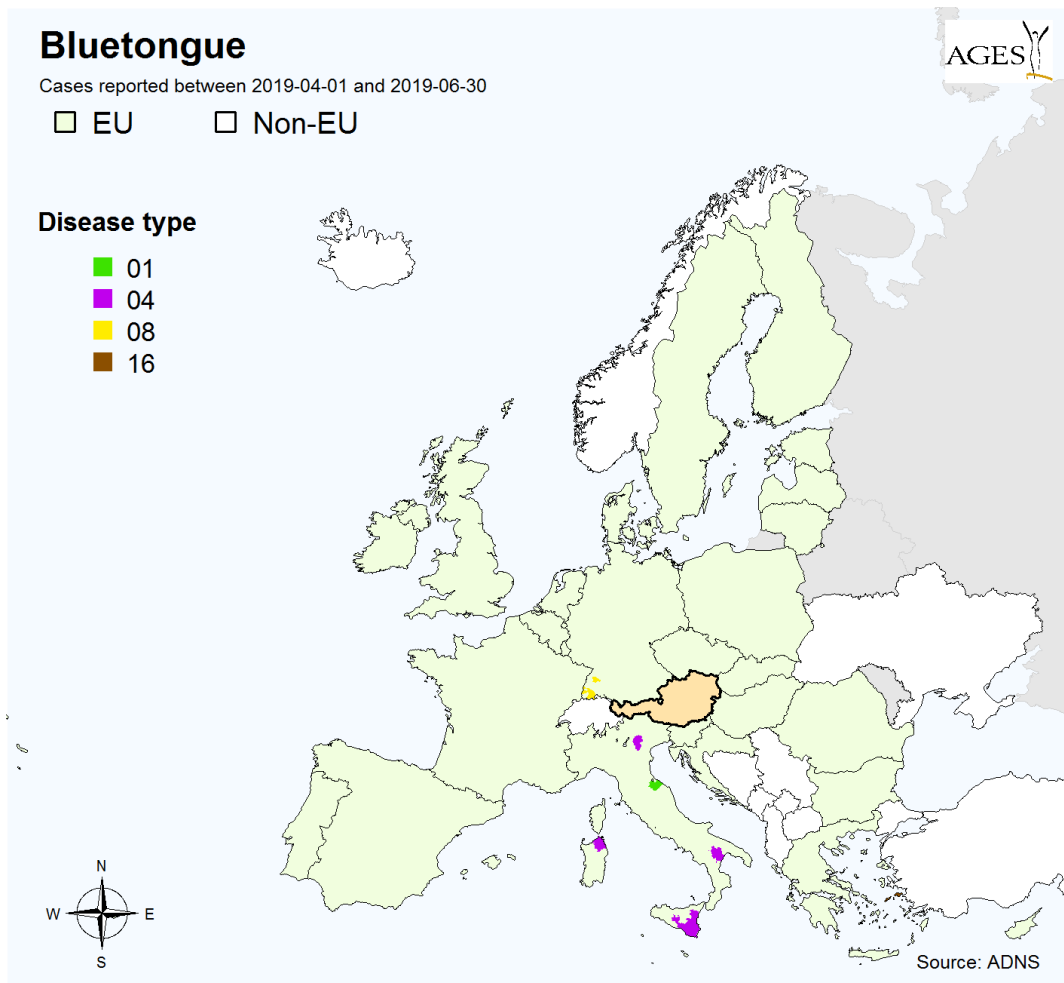 Bluetongue
Cases reported between 2019-04-01 and 2019-06-30
EU
Non-EU
AGES
Disease type
01
04
08
16
N
W
E
S
Source: ADNS